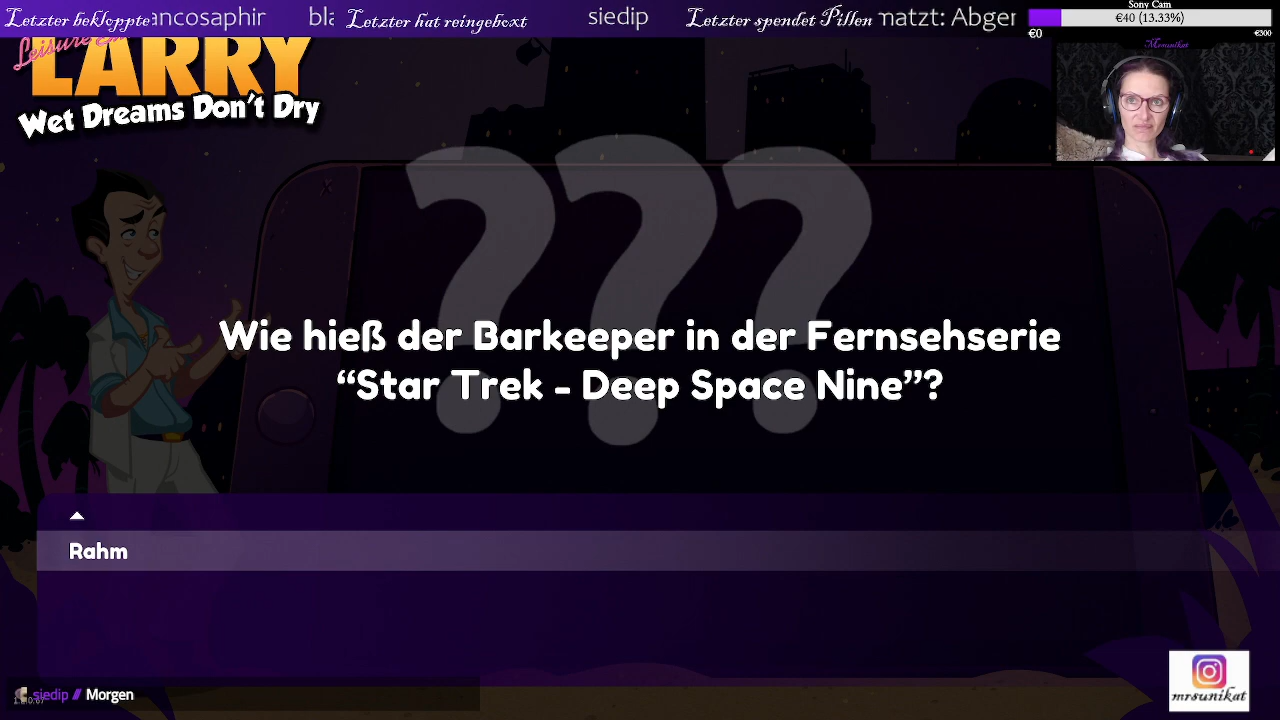 Letzter bekloppte
ancosaphir
Letzter hat mitgeboxt
siedip
Letzter spendet Pillen
matzt: Abger
Sony Cam
€40 (13.33%)
€0
€300
Mrsunikat
Leisure Suit
LARRY
Wet Dreams Don't Dry
Wie hieß der Barkeeper in der Fernsehserie
“Star Trek - Deep Space Nine”?
Rahm
siedip // Morgen
mrsunikat